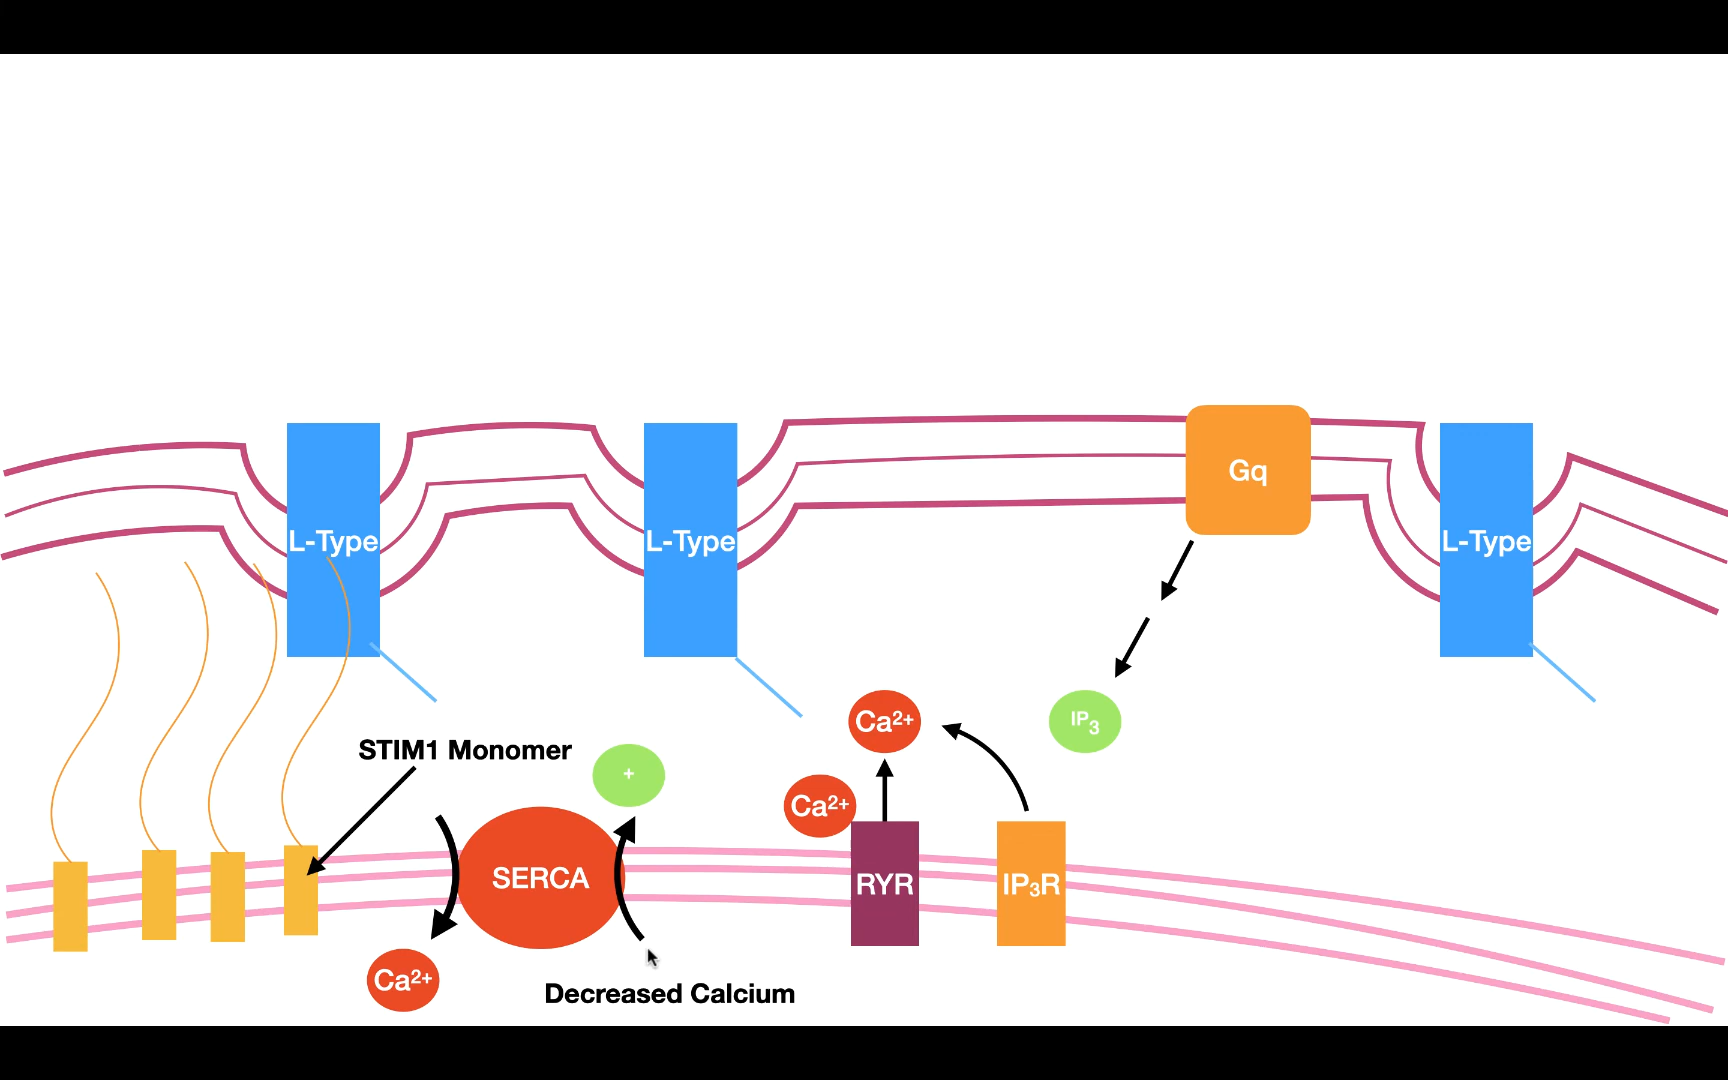 Gq
L-Type
L-Type
L-Type
IP₃
Ca²⁺
STIM1 Monomer
+
Ca²⁺
SERCA
RYR
IP₃R
Ca²⁺
Decreased Calcium